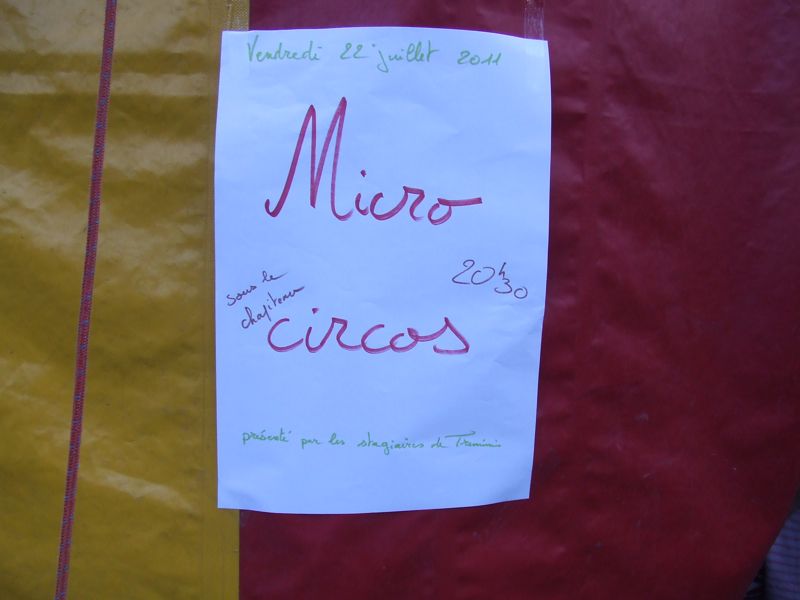 Vendredi 22 juillet 2011
Micro
20h30
sous le
chapiteau
circos
présenté par les stagiaires de